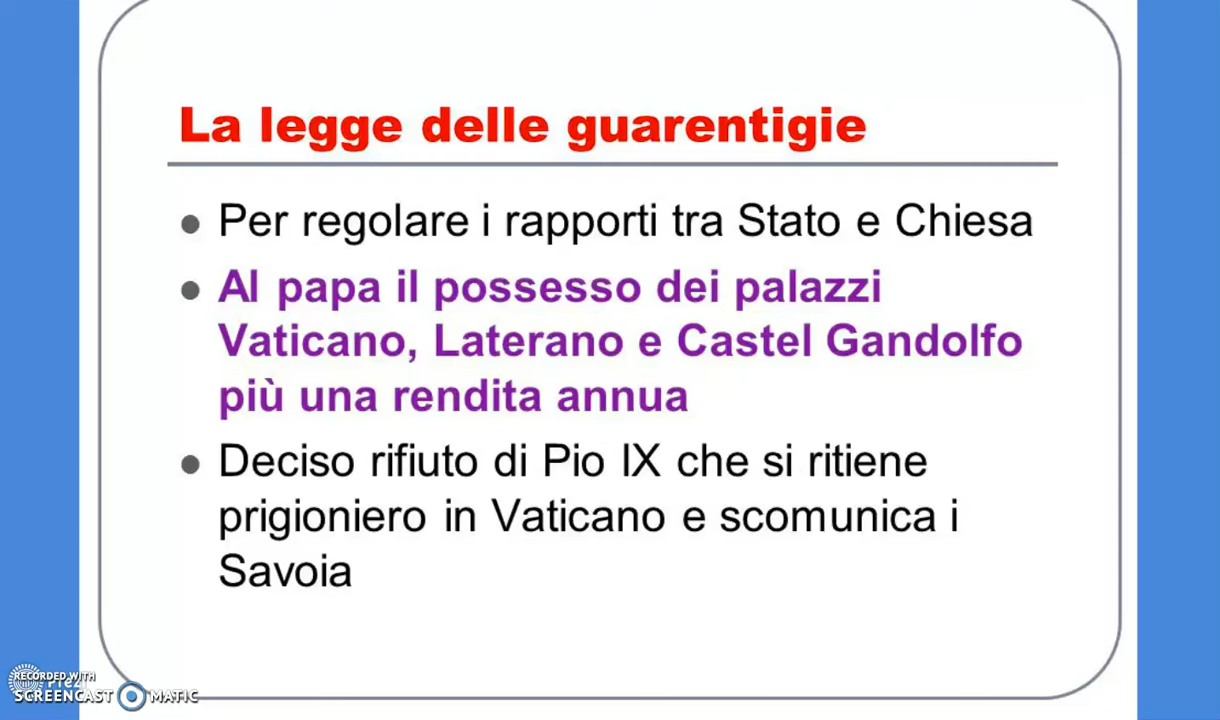 La legge delle guarentigie
Per regolare i rapporti tra Stato e Chiesa
Al papa il possesso dei palazzi
Vaticano, Laterano e Castel Gandolfo
più una rendita annua
Deciso rifiuto di Pio IX che si ritiene
prigioniero in Vaticano e scomunica i
Savoia
RECORDED WITH
SCREENCAST MATIC